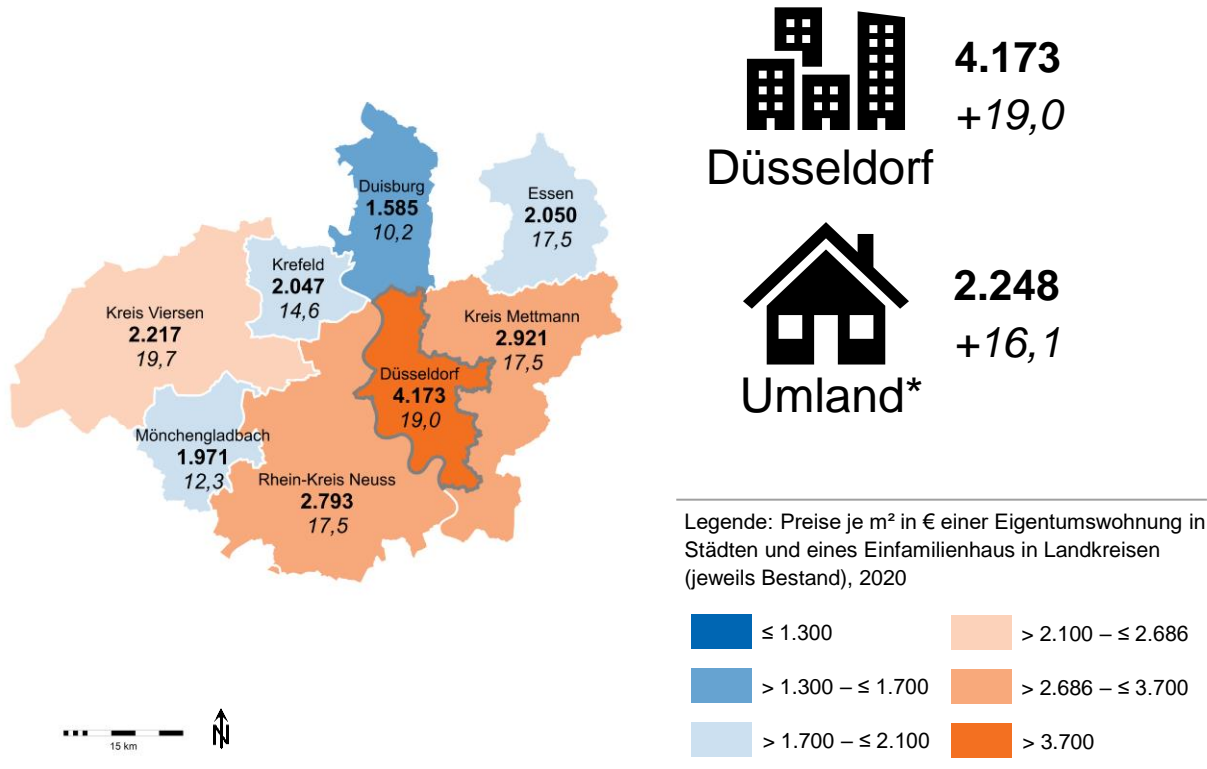 Duisburg
1.585
10,2
Essen
2.050
17,5
Krefeld
2.047
14,6
Kreis Viersen
2.217
19,7
Kreis Mettmann
2.921
17,5
Düsseldorf
4.173
19,0
Mönchengladbach
1.971
12,3
Rhein-Kreis Neuss
2.793
17,5
15 km
N
4.173
+19,0
Düsseldorf
2.248
+16,1
Umland*
Legende: Preise je m² in € einer Eigentumswohnung in
Städten und eines Einfamilienhaus in Landkreisen
(jeweils Bestand), 2020
≤ 1.300
> 1.300 – ≤ 1.700
> 1.700 – ≤ 2.100
> 2.100 – ≤ 2.686
> 2.686 – ≤ 3.700
> 3.700